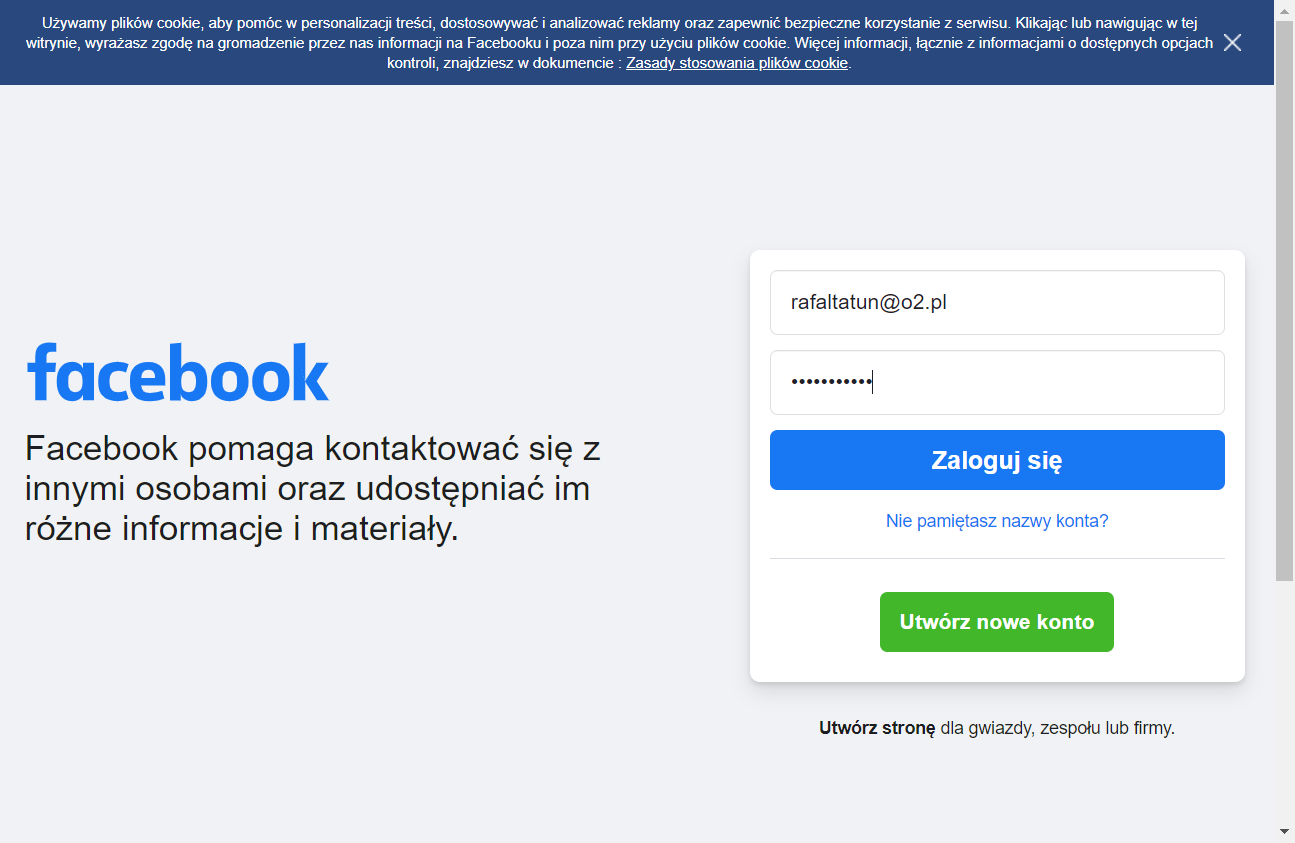 Używamy plików cookie, aby pomóc w personalizacji treści, dostosowywać i analizować reklamy oraz zapewnić bezpieczne korzystanie z serwisu. Klikając lub nawigując w tej
witrynie, wyrażasz zgodę na gromadzenie przez nas informacji na Facebooku i poza nim przy użyciu plików cookie. Więcej informacji, łącznie z informacjami o dostępnych opcjach
kontroli, znajdziesz w dokumencie : Zasady stosowania plików cookie.
facebook
Facebook pomaga kontaktować się z
innymi osobami oraz udostępniać im
różne informacje i materiały.
rafaltatun@o2.pl
•••••••••••
Zaloguj się
Nie pamiętasz nazwy konta?
Utwórz nowe konto
Utwórz stronę dla gwiazdy, zespołu lub firmy.